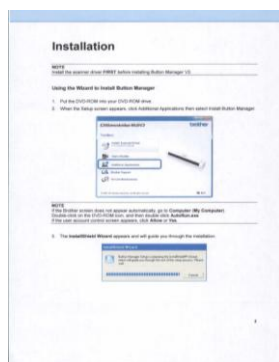 Installation
NOTE
Install the scanner driver FIRST before installing Button Manager V2.
Using the Wizard to Install Button Manager
1. Put the DVD-ROM into your DVD-ROM drive.
2. When the Setup screen appears, click Additional Applications then select Install Button Manager.
brother
NOTE
If the Brother screen does not appear automatically, go to Computer (My Computer).
Double-click on the DVD-ROM icon, and then double click AutoRun.exe
If the user account control screen appears, click Allow or Yes.
3. The InstallShield Wizard appears and will guide you through the installation.
InstallShield Wizard
Cancel